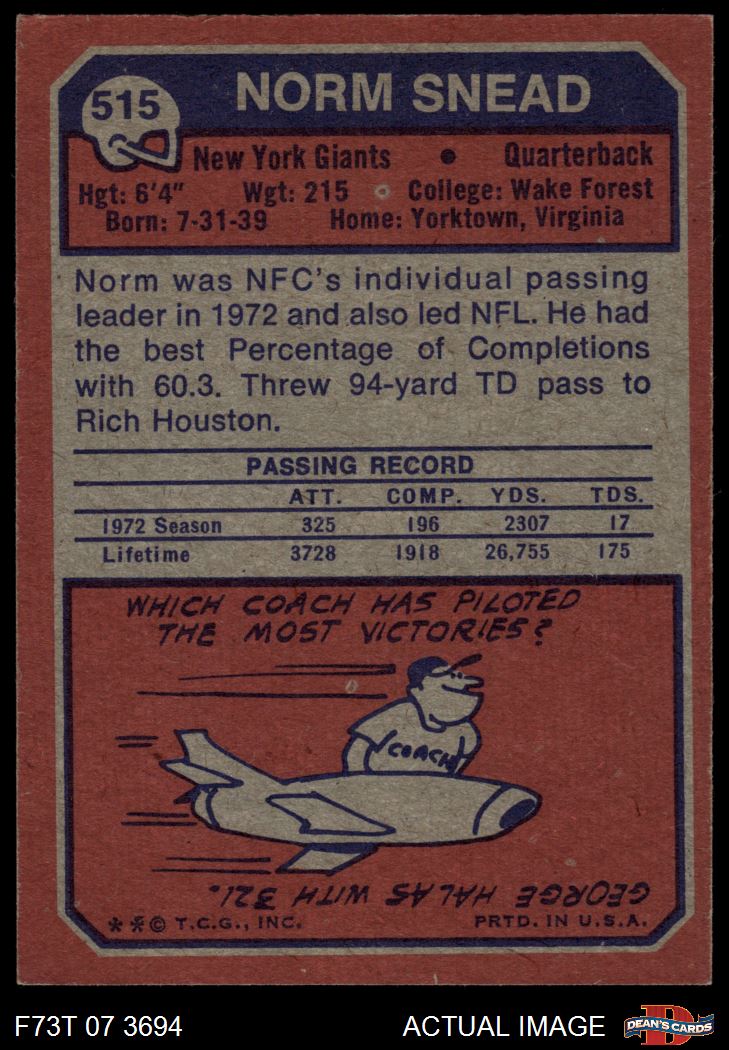 515
NORM SNEAD
New York Giants • Quarterback
Hgt: 6'4" Wgt: 215 College: Wake Forest
Born: 7-31-39 Home: Yorktown, Virginia
Norm was NFC's individual passing
leader in 1972 and also led NFL. He had
the best Percentage of Completions
with 60.3. Threw 94-yard TD pass to
Rich Houston.
PASSING RECORD
ATT. COMP. YDS. TDS.
1972 Season 325 196 2307 17
Lifetime 3728 1918 26,755 175
WHICH COACH HAS PILOTED
THE MOST VICTORIES?
COACH
GEORGE HALAS WITH 321.
* * © T.C.G., INC. PRTD. IN U.S.A.
F73T 07 3694 ACTUAL IMAGE
D
DEAN'S CARDS